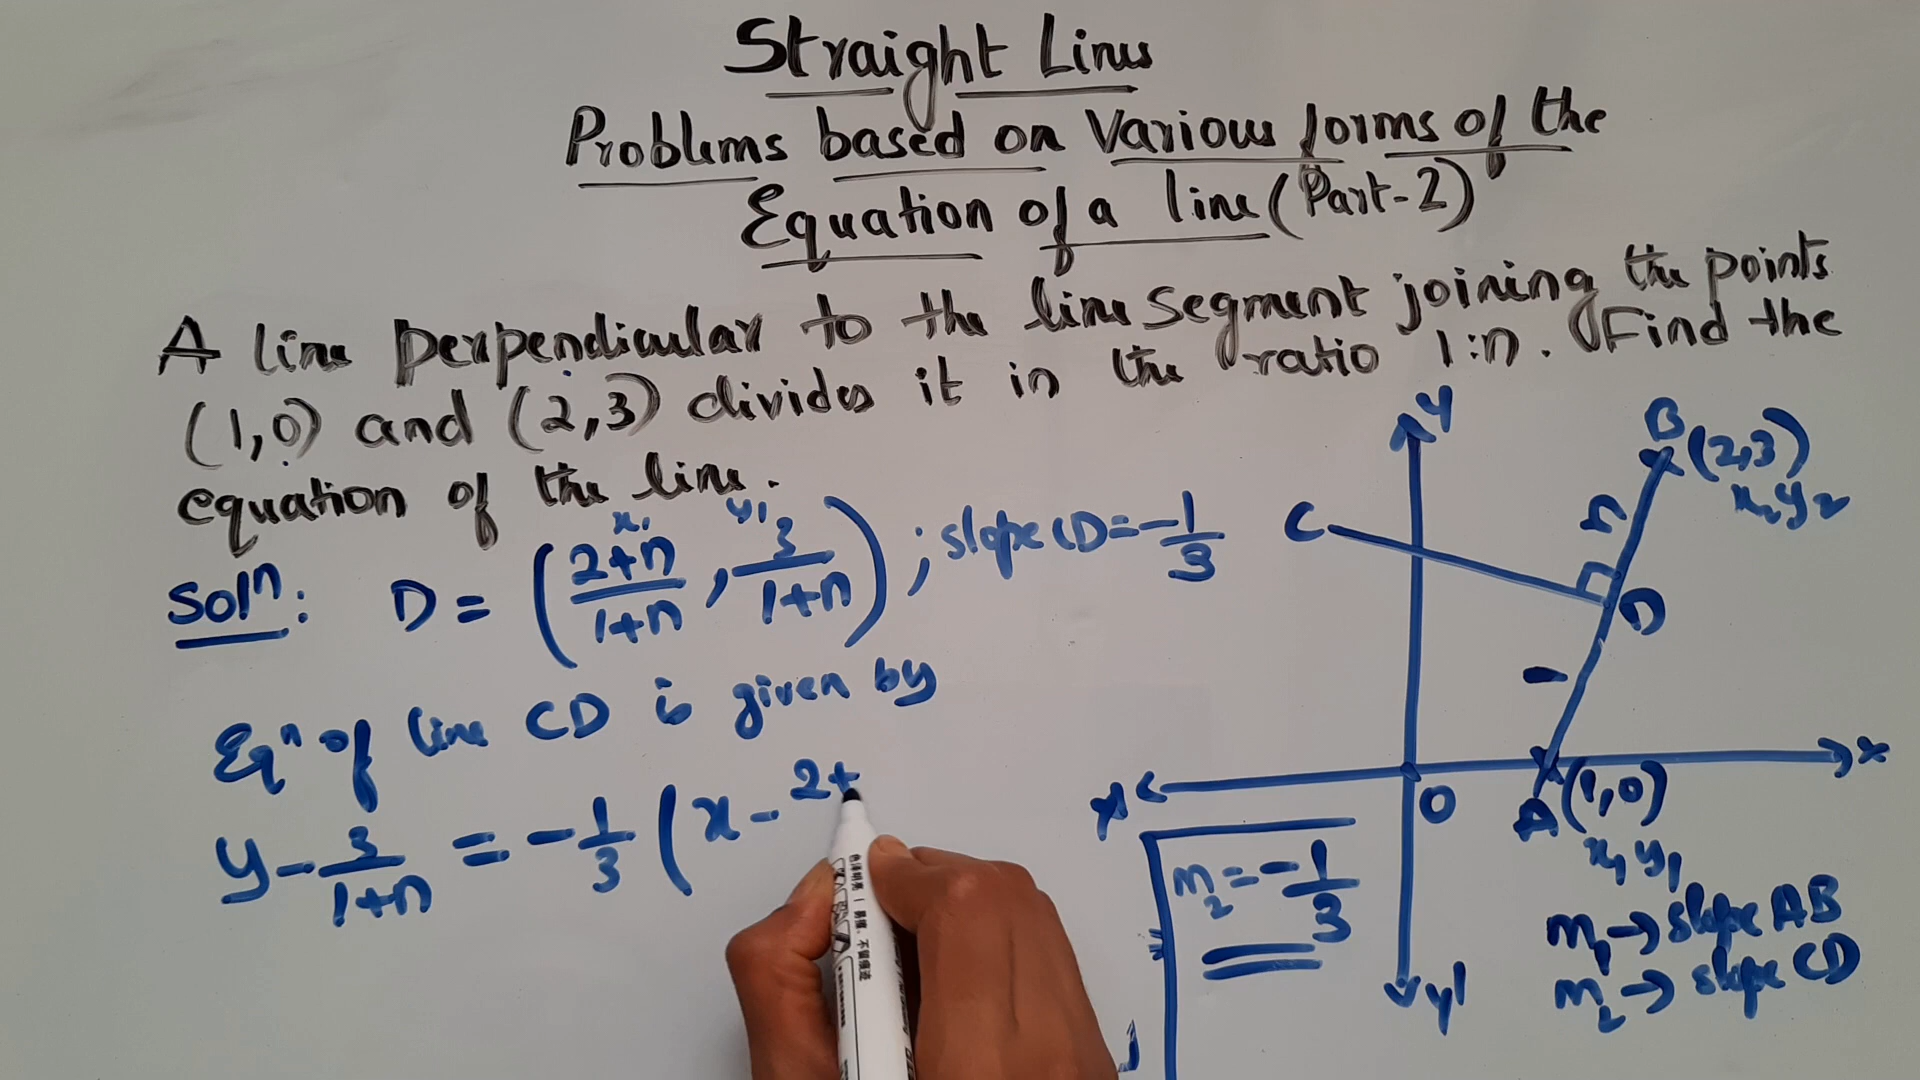 Straight Lines
Problems based on Various forms of the
Equation of a line (Part-2)
A line perpendicular to the line segment joining the points
(1,0) and (2,3) divides it in the ratio 1:n. Find the
equation of the line.
Soln: D = ( 2+n/1+n , 3/1+n ) ; slope CD = -1/3
x1 y1
Eqn of line CD is given by
y - 3/1+n = -1/3 ( x - 2+
Y
B (2,3)
x2 y2
C
n
D
1
X' X
O
A (1,0)
x1 y1
m2 = -1/3
m1 → slope AB
m2 → slope CD
Y'